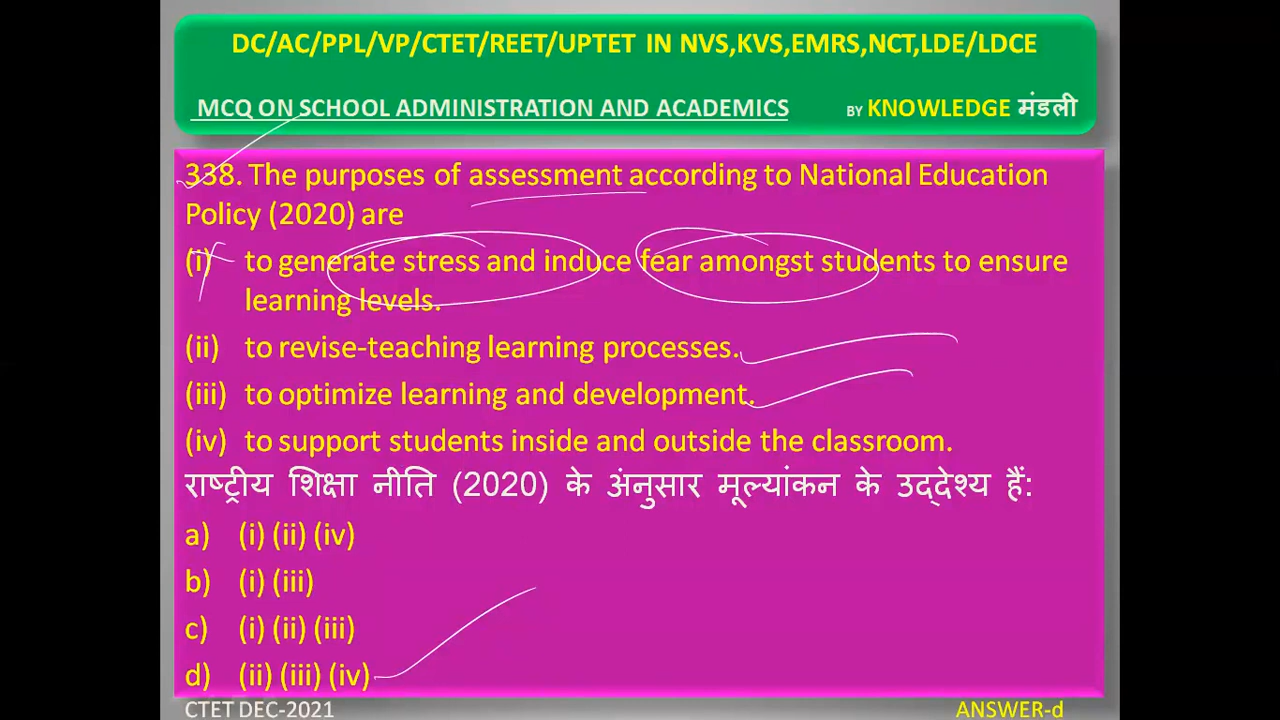 DC/AC/PPL/VP/CTET/REET/UPTET IN NVS,KVS,EMRS,NCT,LDE/LDCE
MCQ ON SCHOOL ADMINISTRATION AND ACADEMICS BY KNOWLEDGE मंडली
338. The purposes of assessment according to National Education
Policy (2020) are
(i) to generate stress and induce fear amongst students to ensure
learning levels.
(ii) to revise-teaching learning processes.
(iii) to optimize learning and development.
(iv) to support students inside and outside the classroom.
राष्ट्रीय शिक्षा नीति (2020) के अंनुसार मूल्यांकन के उद्देश्य हैं:
a) (i) (ii) (iv)
b) (i) (iii)
c) (i) (ii) (iii)
d) (ii) (iii) (iv)
CTET DEC-2021 ANSWER-d